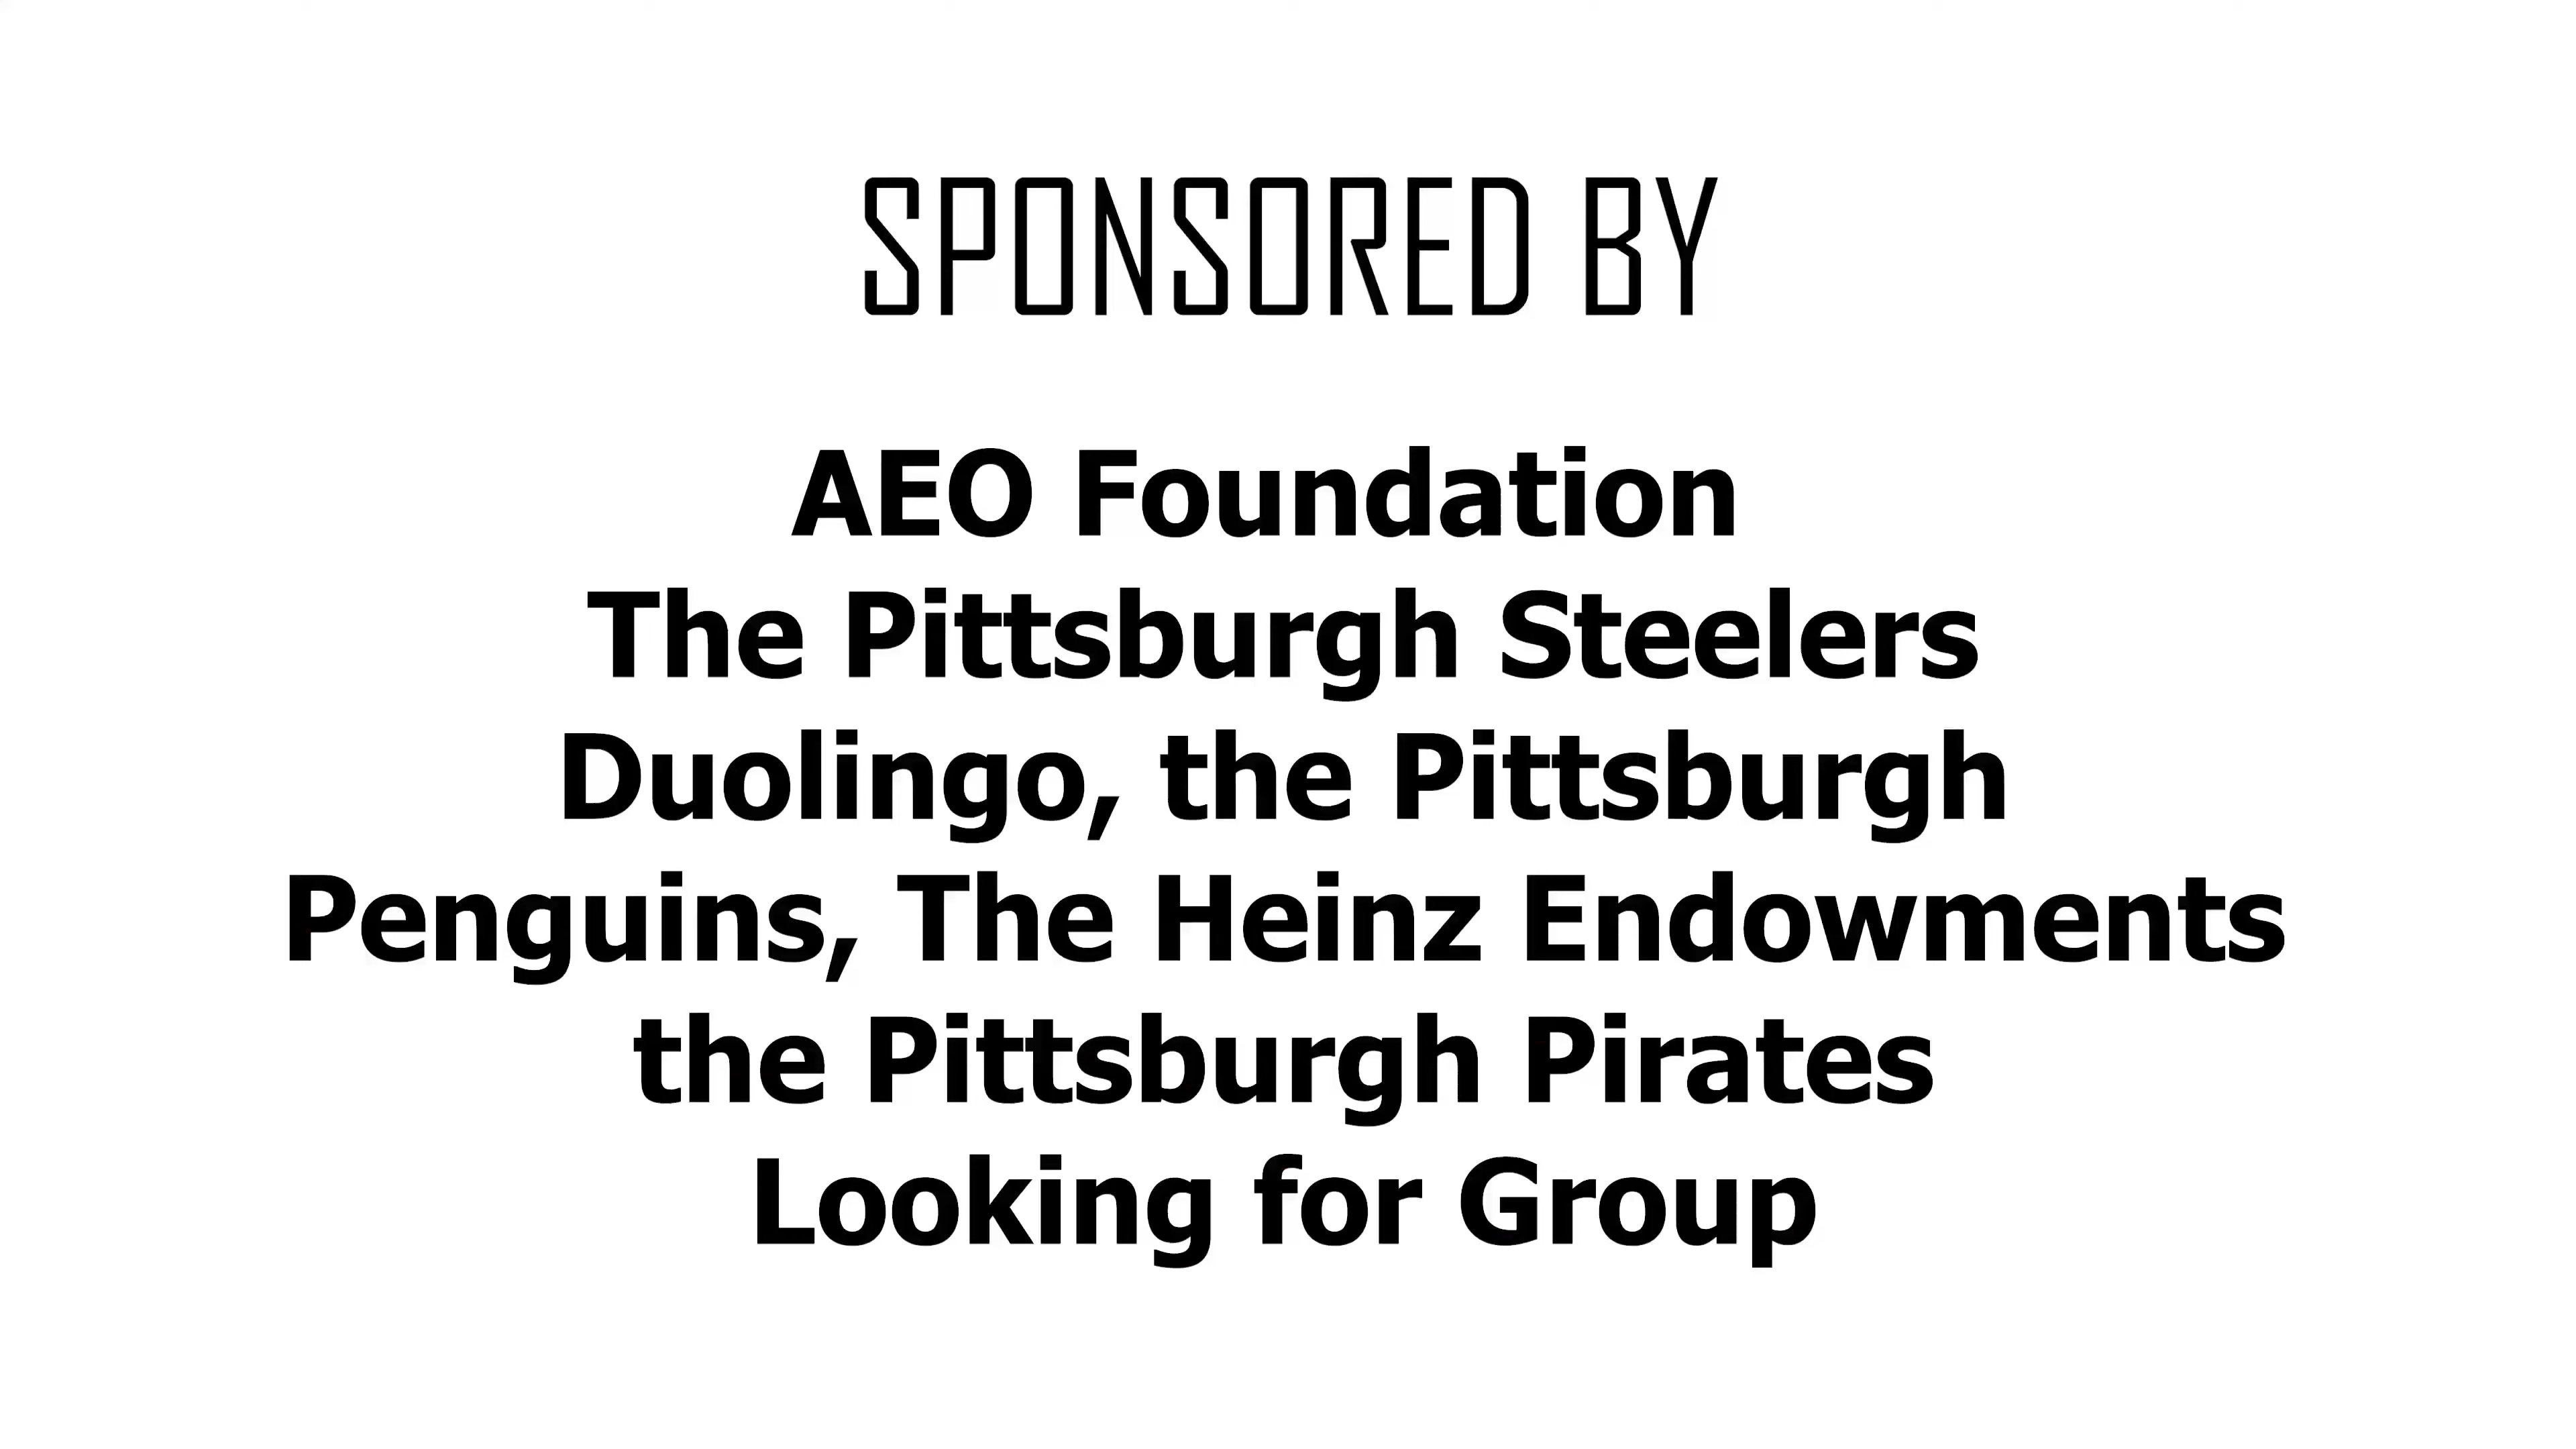 SPONSORED BY
AEO Foundation
The Pittsburgh Steelers
Duolingo, the Pittsburgh
Penguins, The Heinz Endowments
the Pittsburgh Pirates
Looking for Group